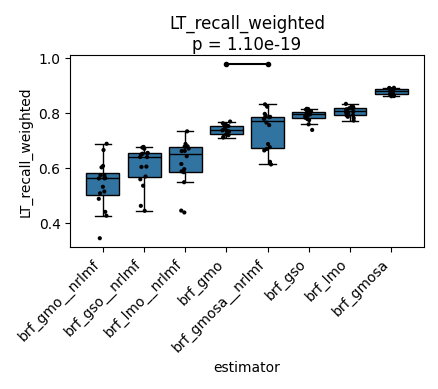 LT_recall_weighted
p = 1.10e-19
LT_recall_weighted
1.0
0.8
0.6
0.4
brf_gmo__nrlmf
brf_gso__nrlmf
brf_lmo__nrlmf
brf_gmo
brf_gmosa__nrlmf
brf_gso
brf_lmo
brf_gmosa
estimator